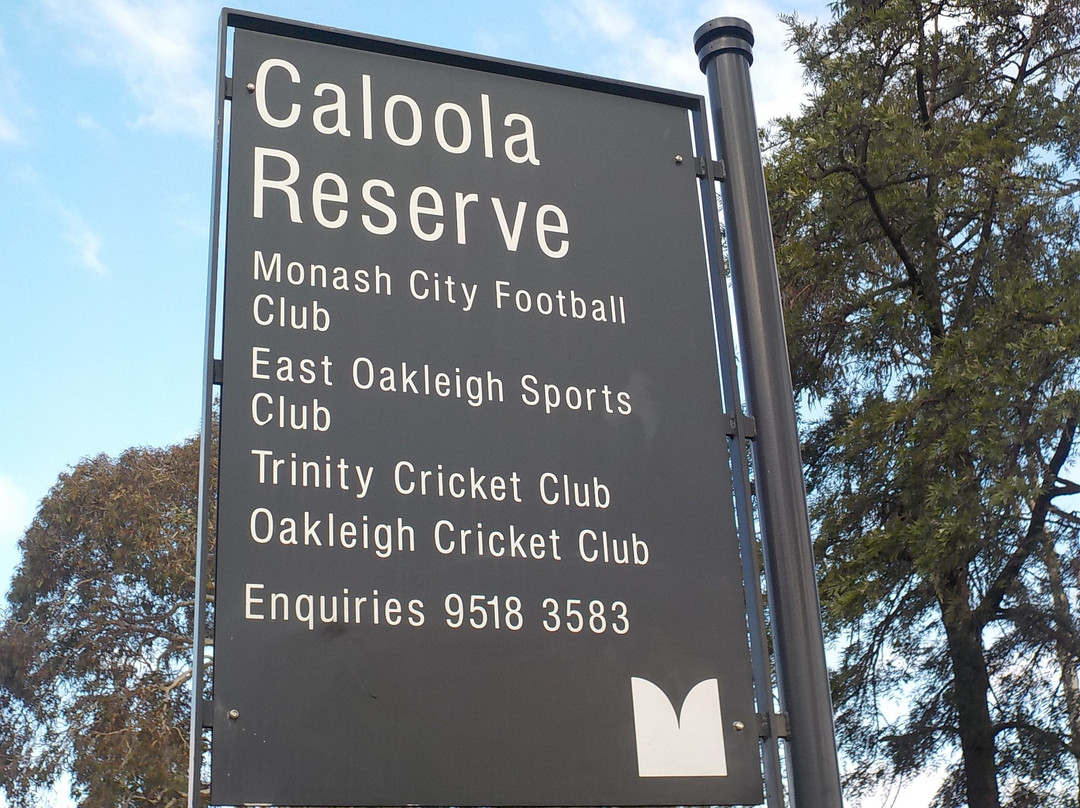 Caloola
Reserve
Monash City Football
Club
East Oakleigh Sports
Club
Trinity Cricket Club
Oakleigh Cricket Club
Enquiries 9518 3583